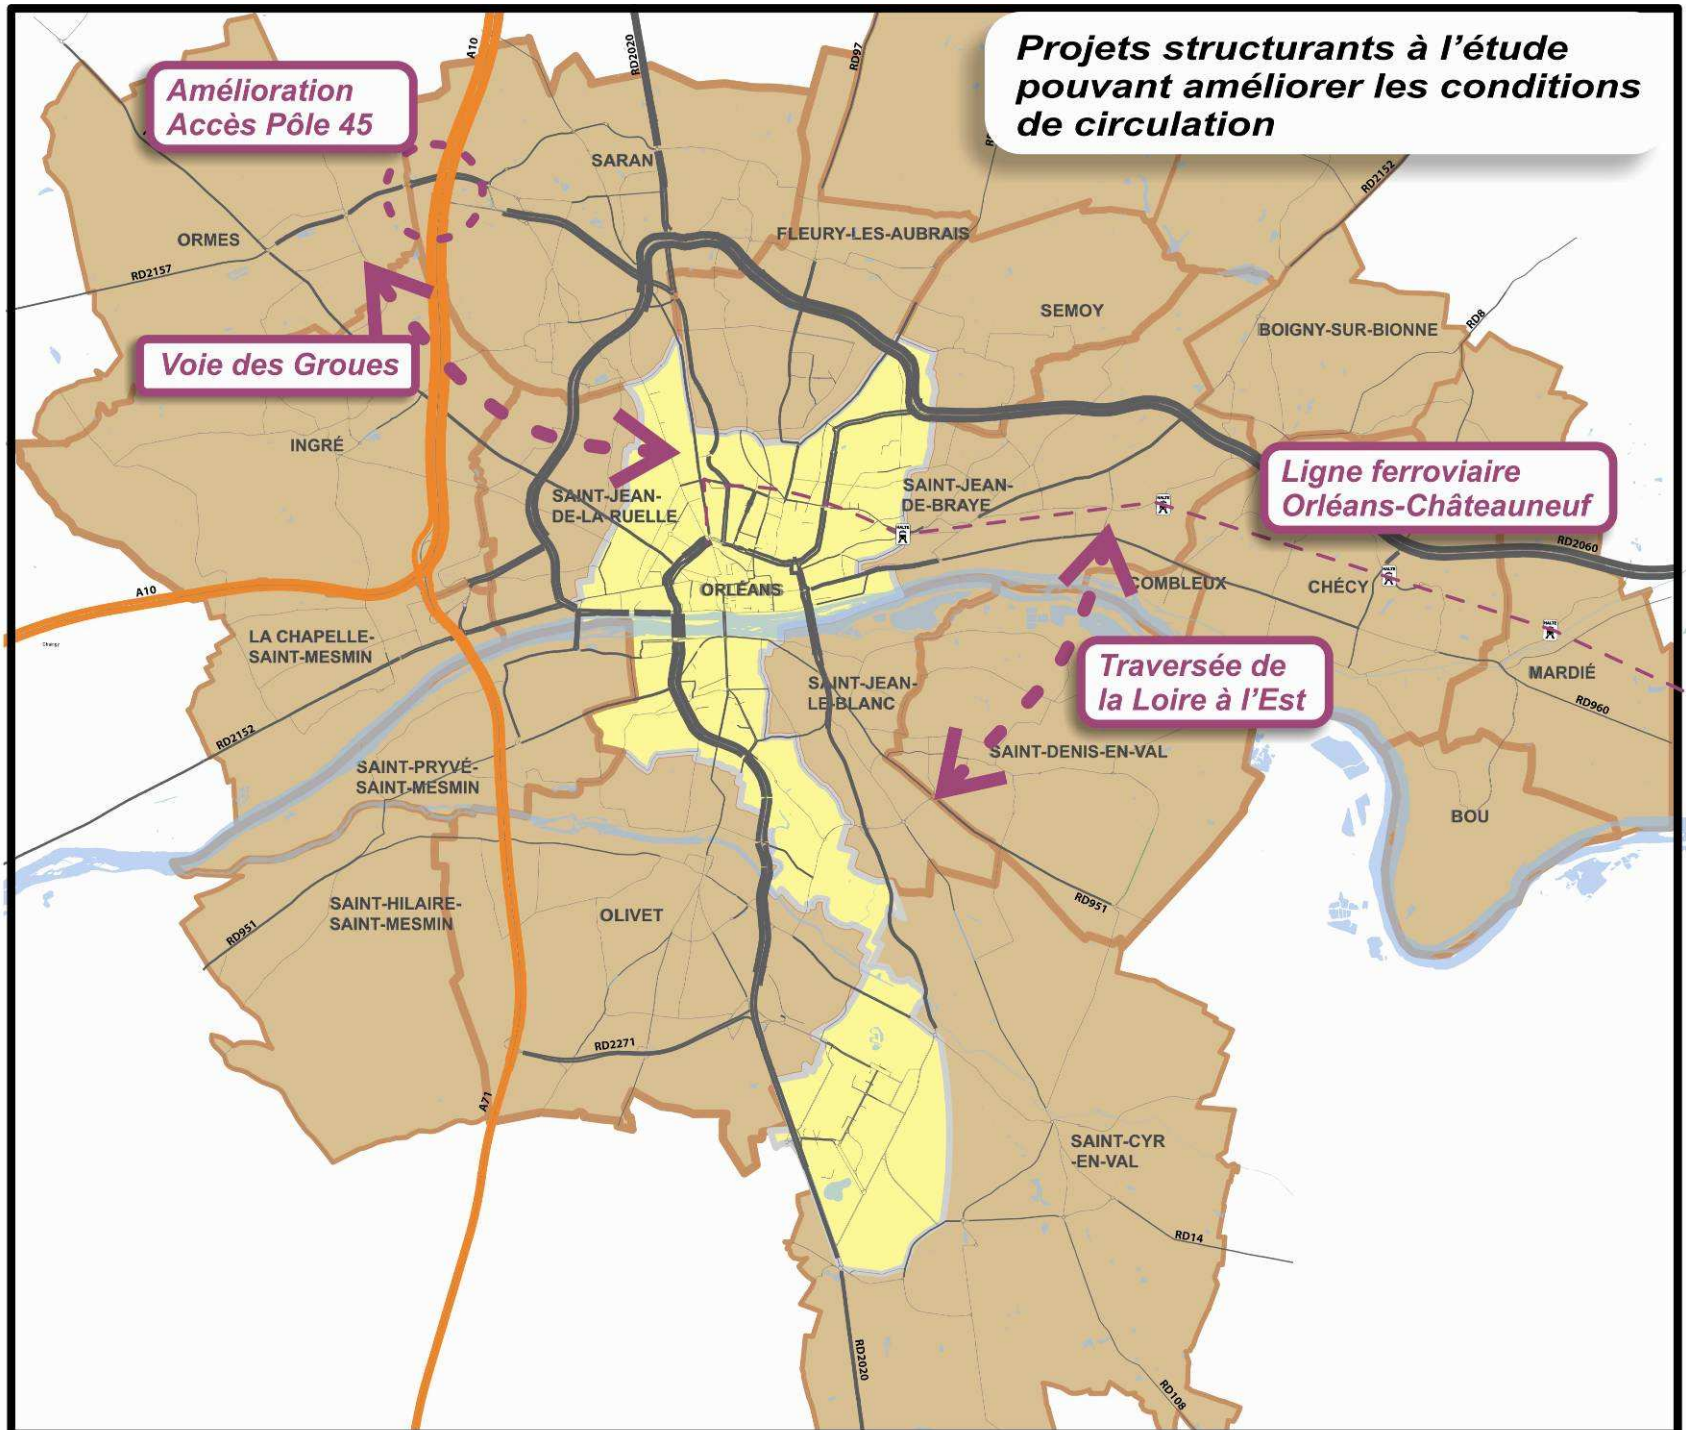 Projets structurants à l'étude
pouvant améliorer les conditions
de circulation
A10
RD2020
RD97
Amélioration
Accès Pôle 45
SARAN
RD2152
ORMES
FLEURY-LES-AUBRAIS
RD2157
SEMOY
BOIGNY-SUR-BIONNE
RD8
Voie des Groues
INGRÉ
Ligne ferroviaire
Orléans-Châteauneuf
SAINT-JEAN-
DE-LA-RUELLE
SAINT-JEAN-
DE-BRAYE
HALTE
HALTE
RD2060
A10
ORLÉANS
COMBLEUX
CHÉCY
HALTE
HALTE
LA CHAPELLE-
SAINT-MESMIN
Traversée de
la Loire à l'Est
MARDIÉ
SAINT-JEAN-
LE-BLANC
RD960
RD2152
SAINT-DENIS-EN-VAL
SAINT-PRYVÉ-
SAINT-MESMIN
BOU
SAINT-HILAIRE-
SAINT-MESMIN
OLIVET
RD951
RD951
RD2271
A71
SAINT-CYR
-EN-VAL
RD14
RD2020
RD108